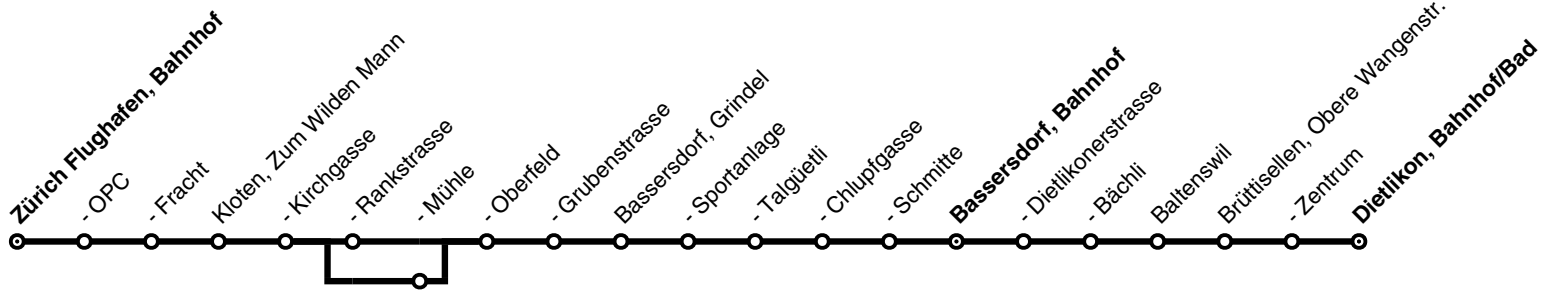 Zürich Flughafen, Bahnhof
- OPC
- Fracht
Kloten, Zum Wilden Mann
- Kirchgasse
- Rankstrasse
- Mühle
- Oberfeld
- Grubenstrasse
Bassersdorf, Grindel
- Sportanlage
- Talgüetli
- Chlupfgasse
- Schmitte
Bassersdorf, Bahnhof
- Dietlikonerstrasse
- Bächli
Baltenswil
Brüttisellen, Obere Wangenstr.
- Zentrum
Dietlikon, Bahnhof/Bad